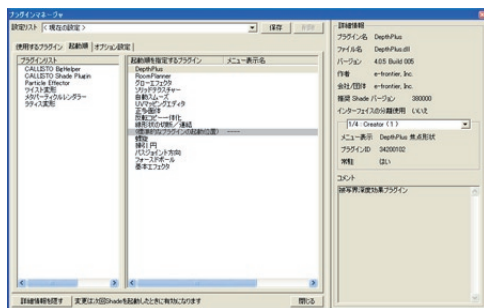 プラグインマネージャ
設定リスト <現在の設定> 保存 削除
使用するプラグイン 起動順 オプション設定
プラグインリスト
CALLISTO BgHelper
CALLISTO Shade Plugin
Particle Effector
ツイスト変形
メタパーティクルレンダラー
ラティス変形
起動順を指定するプラグイン メニュー表示名
DepthPlus
RoomPlanner
グローエフェクタ
ソリッドテクスチャー
自動スムーズ
UVマッピングエディタ
正多面体
反転コピー一体化
線形状の切断/連結
<標準的なプラグインの起動位置> -----
螺旋
線引円
パスジョイント方向
フォースドボール
基本エフェクタ
詳細情報を隠す 変更は次回Shadeを起動したときに有効になります 閉じる
詳細情報
プラグイン名 DepthPlus
ファイル名 DepthPlus.dll
バージョン 4.0.5 Build 005
作者 e-frontier, Inc.
会社/団体 e-frontier, Inc.
推奨 Shade バージョン 380000
インターフェイスの分離使用 いいえ
1/4 : Creator ( 1 )
メニュー表示 DepthPlus 焦点形状
プラグインID 34200102
常駐 はい
コメント
被写界深度効果プラグイン